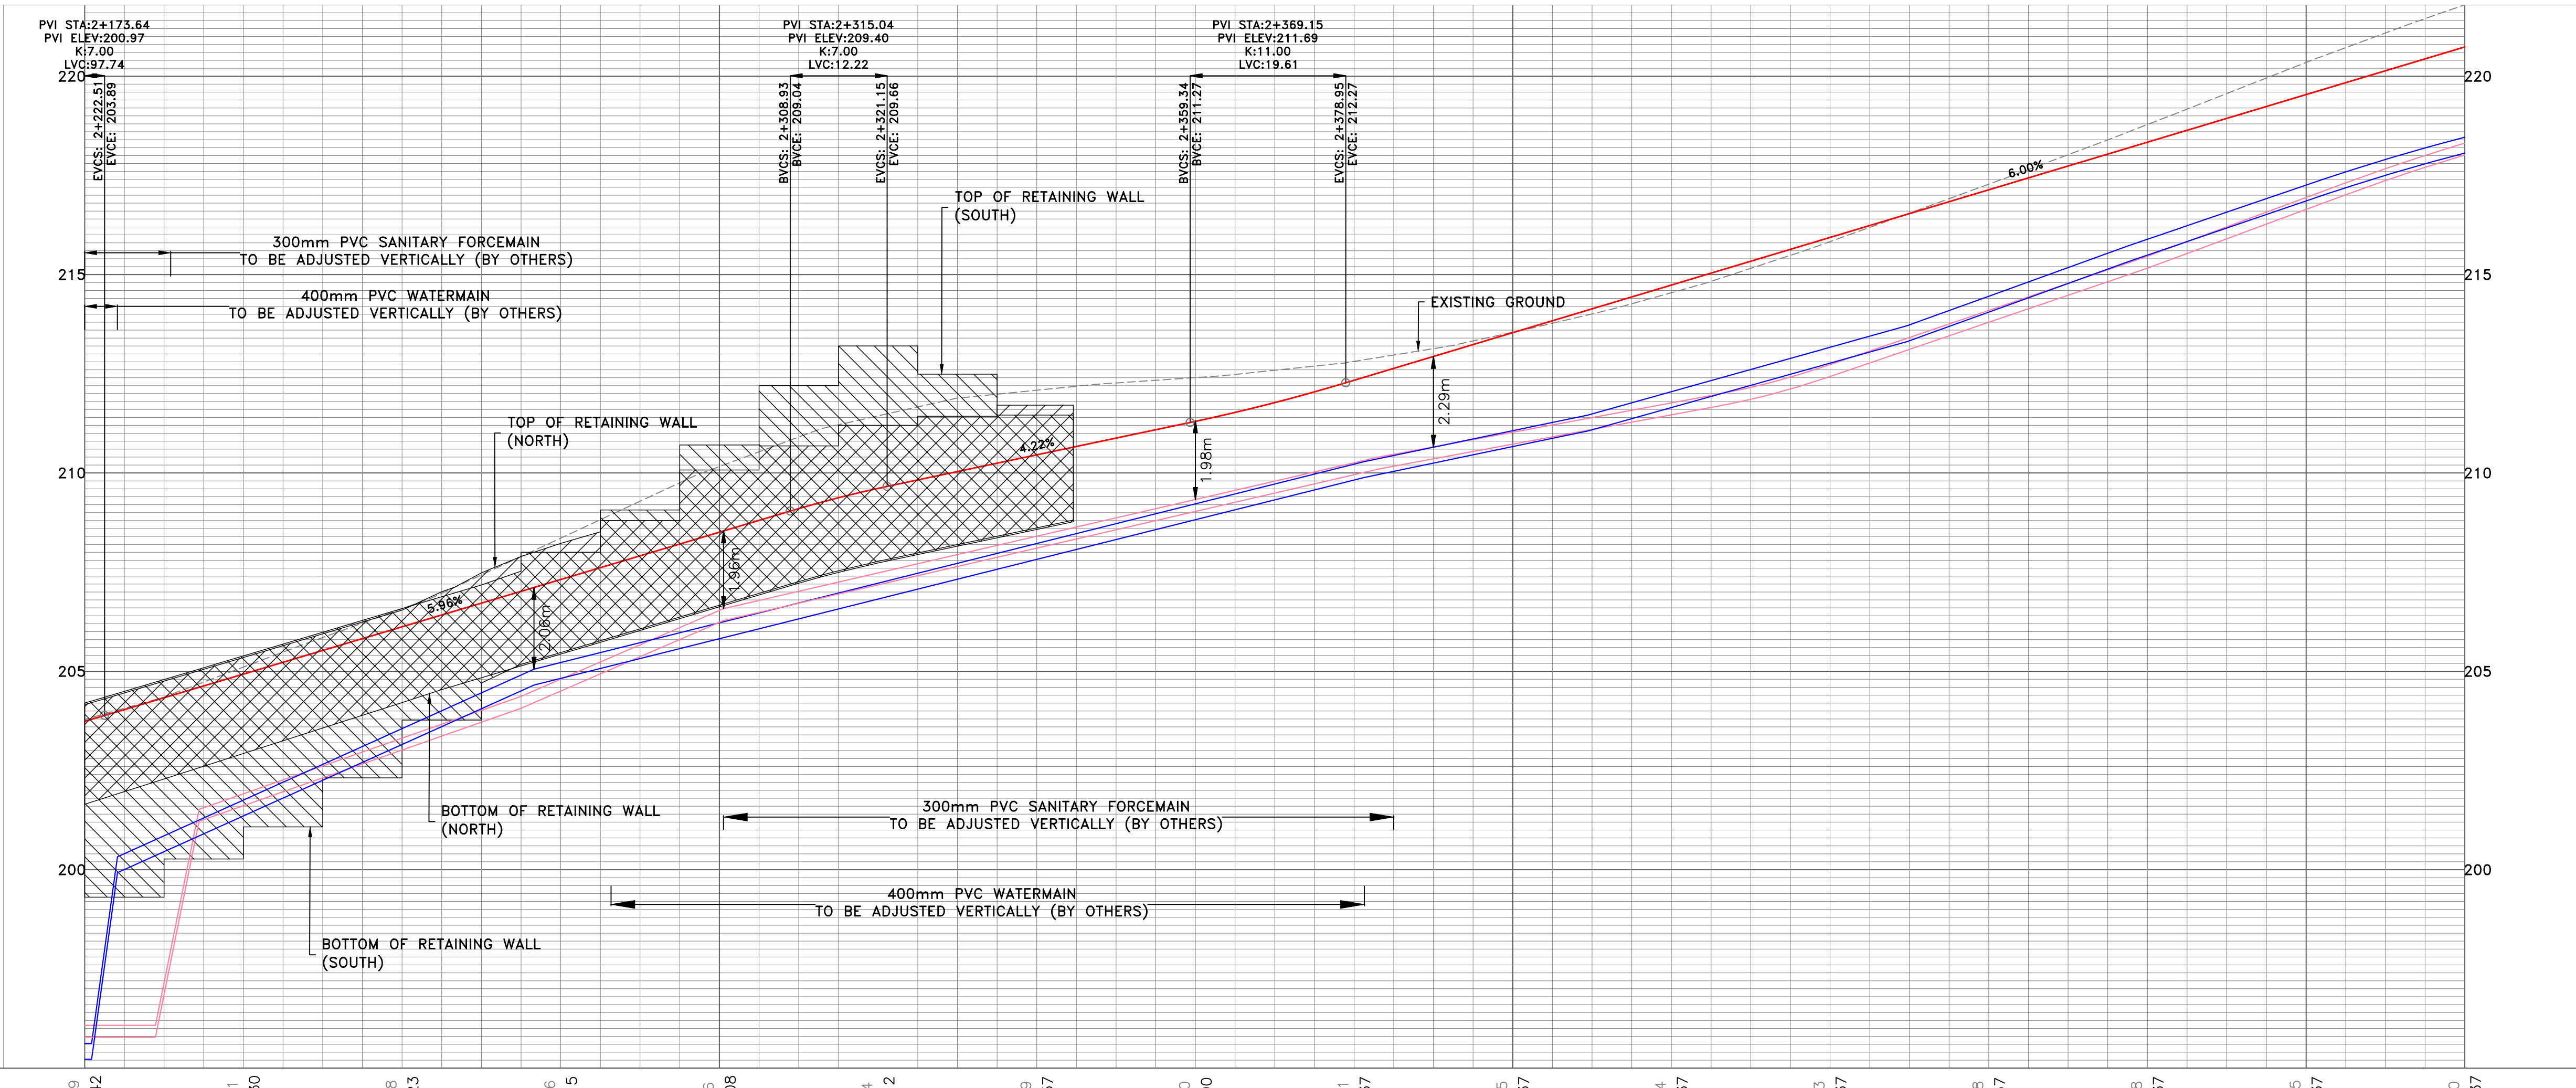 PVI STA:2+173.64
PVI ELEV:200.97
K:7.00
LVC:97.74
EVCS: 2+222.51
EVCE: 203.89
PVI STA:2+315.04
PVI ELEV:209.40
K:7.00
LVC:12.22
BVCS: 2+308.93
BVCE: 209.04
EVCS: 2+321.15
EVCE: 209.66
PVI STA:2+369.15
PVI ELEV:211.69
K:11.00
LVC:19.61
BVCS: 2+359.34
BVCE: 211.27
EVCS: 2+378.95
EVCE: 212.27
220
220
6.00%
TOP OF RETAINING WALL
(SOUTH)
300mm PVC SANITARY FORCEMAIN
TO BE ADJUSTED VERTICALLY (BY OTHERS)
215
215
400mm PVC WATERMAIN
TO BE ADJUSTED VERTICALLY (BY OTHERS)
EXISTING GROUND
2.29m
TOP OF RETAINING WALL
(NORTH)
4.22%
1.98m
210
210
1.96m
5.96%
2.06m
205
205
BOTTOM OF RETAINING WALL
(NORTH)
300mm PVC SANITARY FORCEMAIN
TO BE ADJUSTED VERTICALLY (BY OTHERS)
200
200
400mm PVC WATERMAIN
TO BE ADJUSTED VERTICALLY (BY OTHERS)
BOTTOM OF RETAINING WALL
(SOUTH)